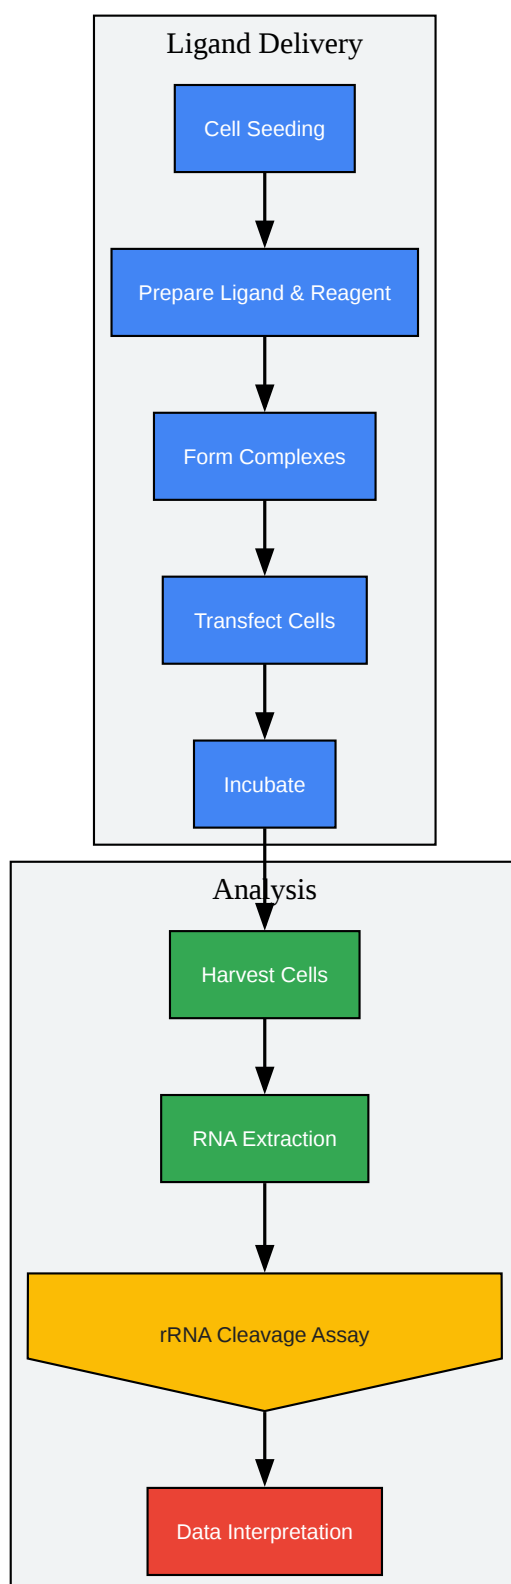 Ligand Delivery
Cell Seeding
Prepare Ligand & Reagent
Form Complexes
Transfect Cells
Incubate
Analysis
Harvest Cells
RNA Extraction
rRNA Cleavage Assay
Data Interpretation